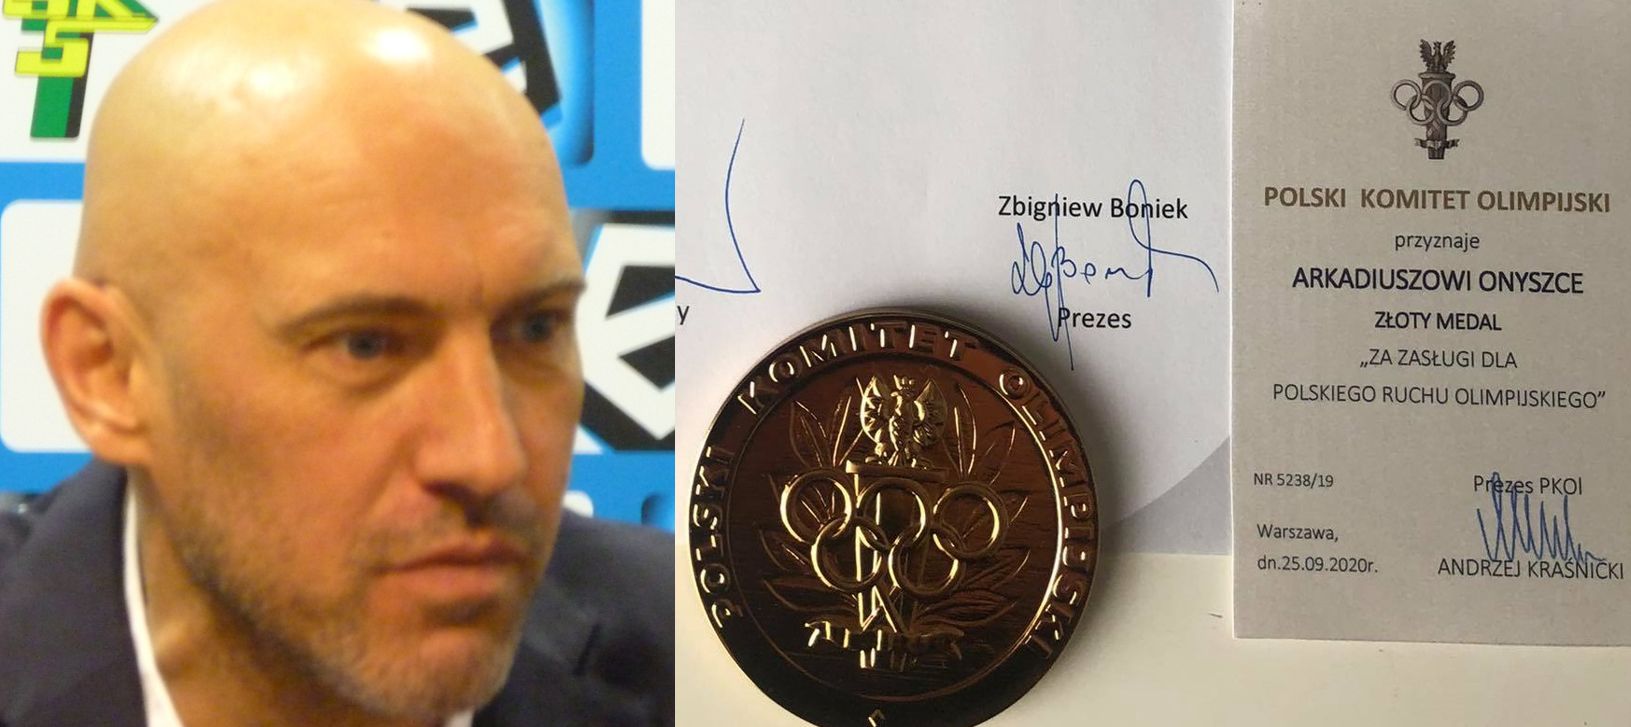 GKS
Zbigniew Boniek
Prezes
y
POLSKI KOMITET OLIMPIJSKI
POLSKI KOMITET OLIMPIJSKI
przyznaje
ARKADIUSZOWI ONYSZCE
ZŁOTY MEDAL
„ZA ZASŁUGI DLA
POLSKIEGO RUCHU OLIMPIJSKIEGO”
NR 5238/19
Prezes PKOl
Warszawa,
dn.25.09.2020r.
ANDRZEJ KRAŚNICKI